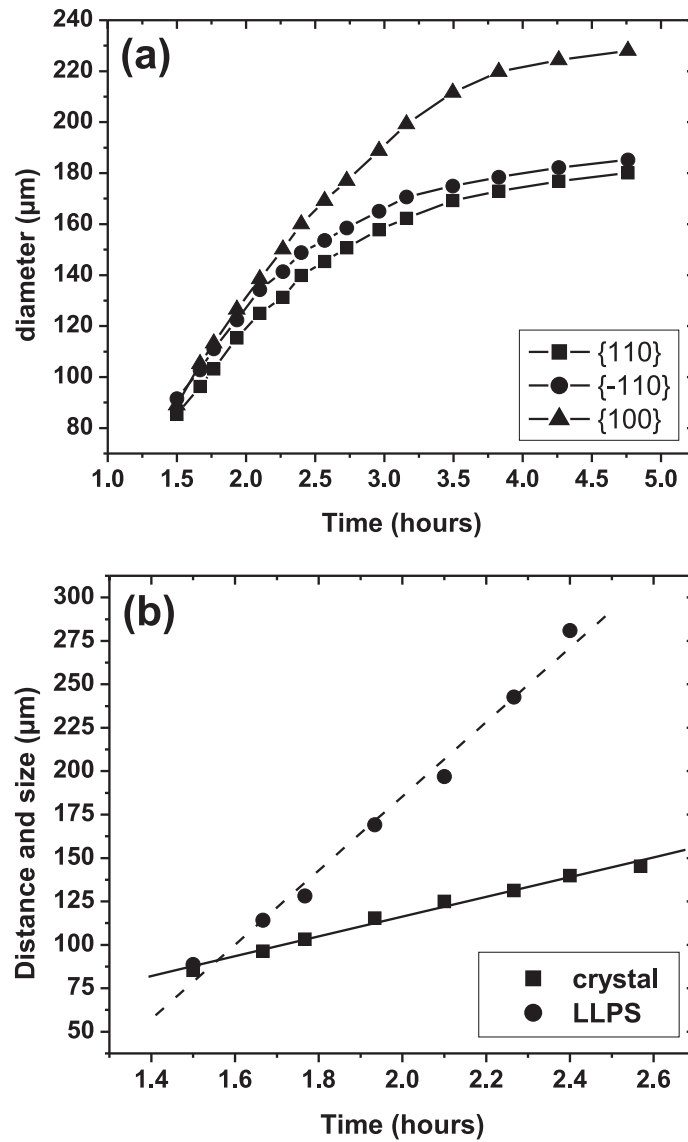 (a)
diameter (µm)
240
220
200
180
160
140
120
100
80
1.0 1.5 2.0 2.5 3.0 3.5 4.0 4.5 5.0
Time (hours)
{110}
{-110}
{100}
(b)
Distance and size (µm)
300
275
250
225
200
175
150
125
100
75
50
1.4 1.6 1.8 2.0 2.2 2.4 2.6
Time (hours)
crystal
LLPS